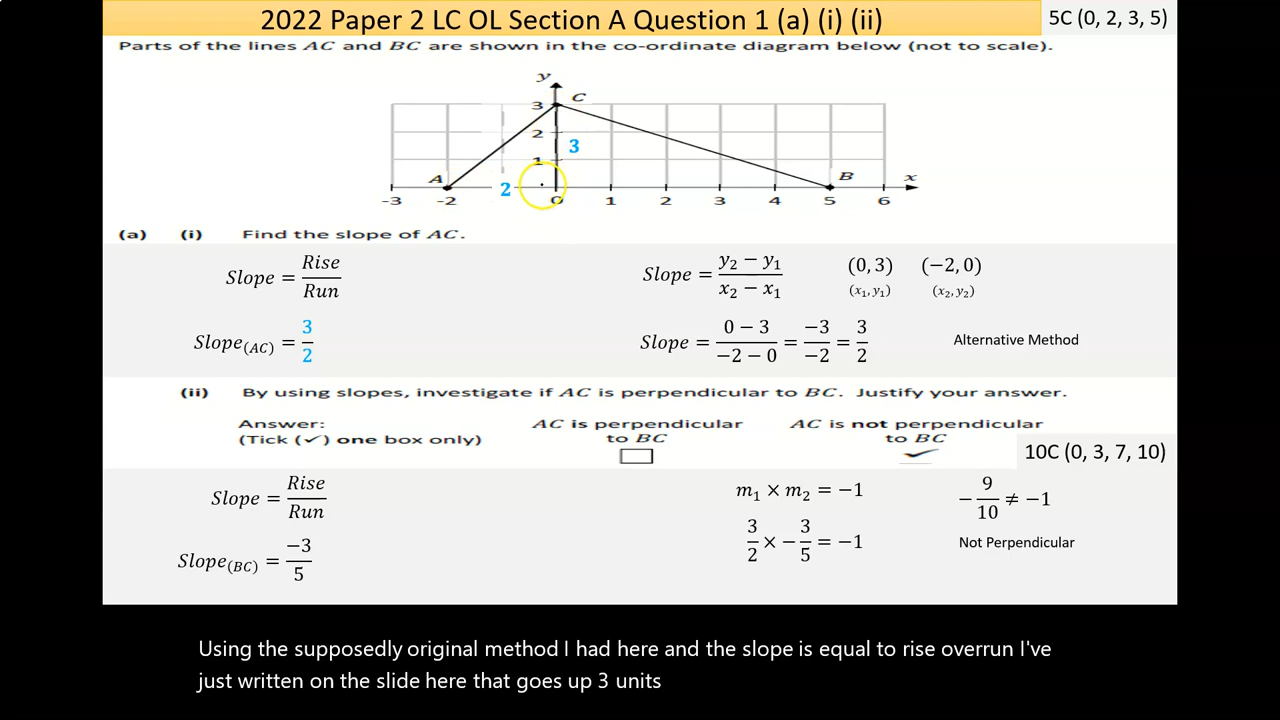 2022 Paper 2 LC OL Section A Question 1 (a) (i) (ii)
5C (0, 2, 3, 5)
Parts of the lines AC and BC are shown in the co-ordinate diagram below (not to scale).
y
3 C
2
3
1
A B x
2
-3 -2 0 1 2 3 4 5 6
(a) (i) Find the slope of AC.
Slope = Rise/Run
Slope = y₂ − y₁/x₂ − x₁ (0, 3) (−2, 0)
(x₁, y₁) (x₂, y₂)
Slope(AC) = 3/2
Slope = 0 − 3/−2 − 0 = −3/−2 = 3/2 Alternative Method
(ii) By using slopes, investigate if AC is perpendicular to BC. Justify your answer.
Answer:
(Tick (✓) one box only)
AC is perpendicular
to BC
AC is not perpendicular
to BC
✓
10C (0, 3, 7, 10)
Slope = Rise/Run
Slope(BC) = −3/5
m₁ × m₂ = −1
3/2 × −3/5 = −1
−9/10 ≠ −1
Not Perpendicular
Using the supposedly original method I had here and the slope is equal to rise overrun I've
just written on the slide here that goes up 3 units